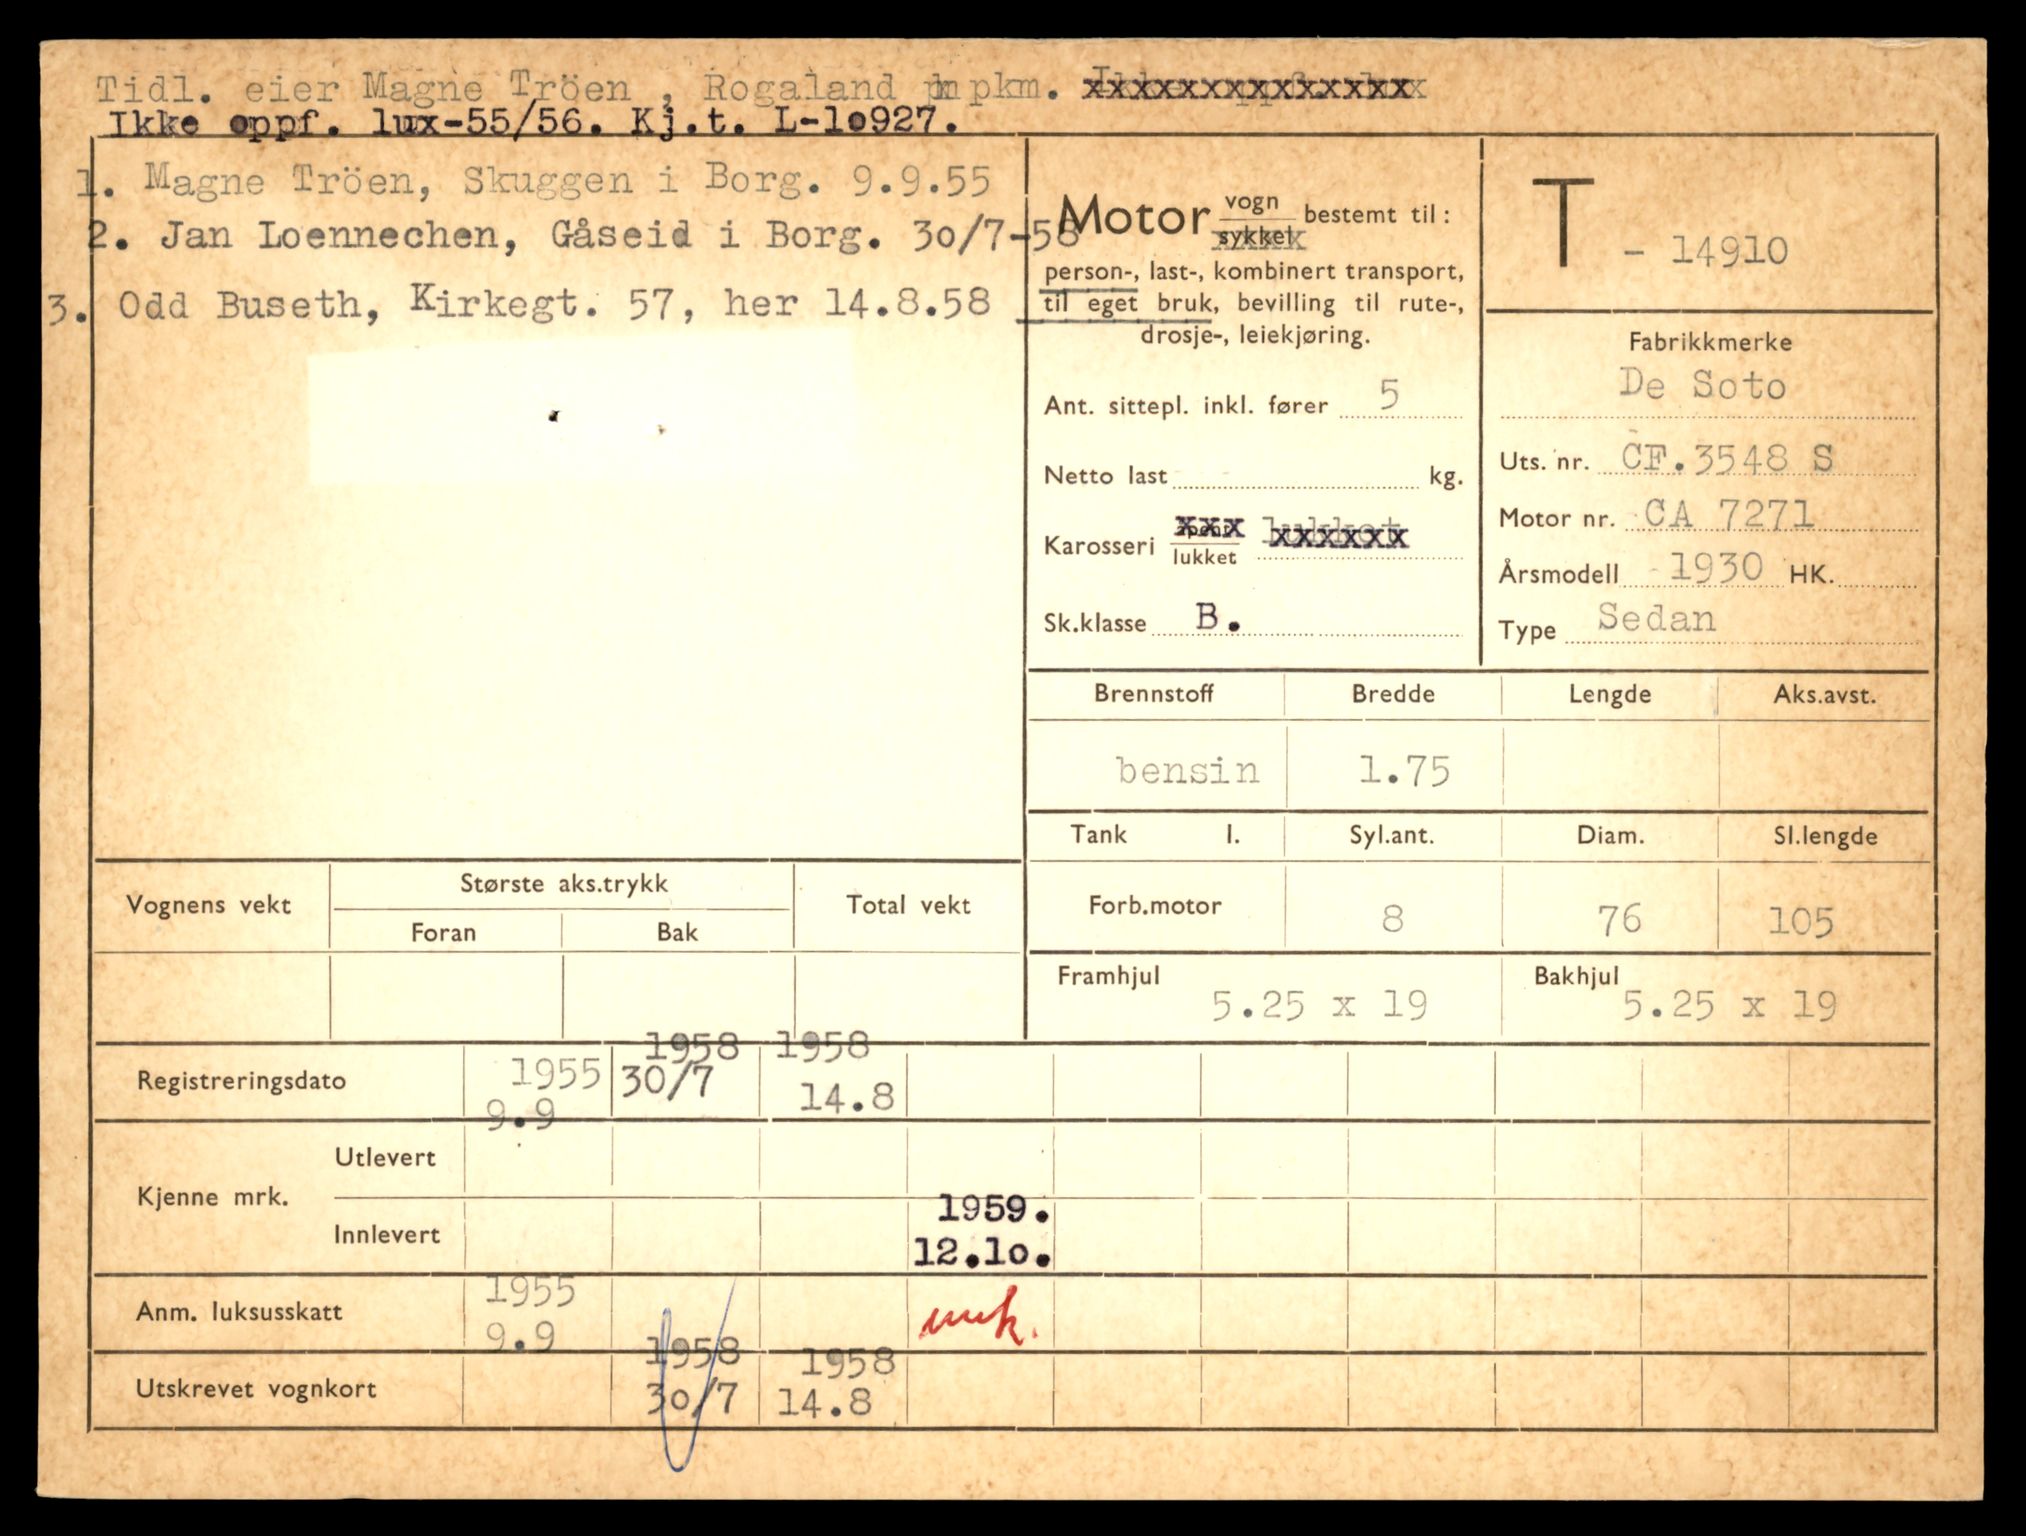 Tidl. eier Magne Tröen , Rogaland pkm.
Ikke oppf. lux-55/56. Kj.t. L-10927.
1. Magne Tröen, Skuggen i Borg. 9.9.55
2. Jan Loennechen, Gåseid i Borg. 30/7-58
3. Odd Buseth, Kirkegt. 57, her 14.8.58
Motor vogn bestemt til:
sykkel
person-, last-, kombinert transport,
til eget bruk, bevilling til rute-,
drosje-, leiekjøring.
Ant. sittepl. inkl. fører 5
Netto last kg.
Karosseri åpent lukket
lukket
Sk.klasse B.
T - 14910
Fabrikkmerke
De Soto
Uts. nr. CF.3548 S
Motor nr. CA 7271
Årsmodell 1930 HK.
Type Sedan
Brennstoff Bredde Lengde Aks.avst.
bensin 1.75
Tank l. Syl.ant. Diam. Sl.lengde
Forb.motor 8 76 105
Framhjul 5.25 x 19 Bakhjul 5.25 x 19
Vognens vekt Største aks.trykk Total vekt
Foran Bak
Registreringsdato 1955 1958 1958
9.9 30/7 14.8
Kjenne mrk. Utlevert
Innlevert 1959.
12.10.
Anm. luksusskatt 1955
9.9
Utskrevet vognkort 1958 1958
30/7 14.8